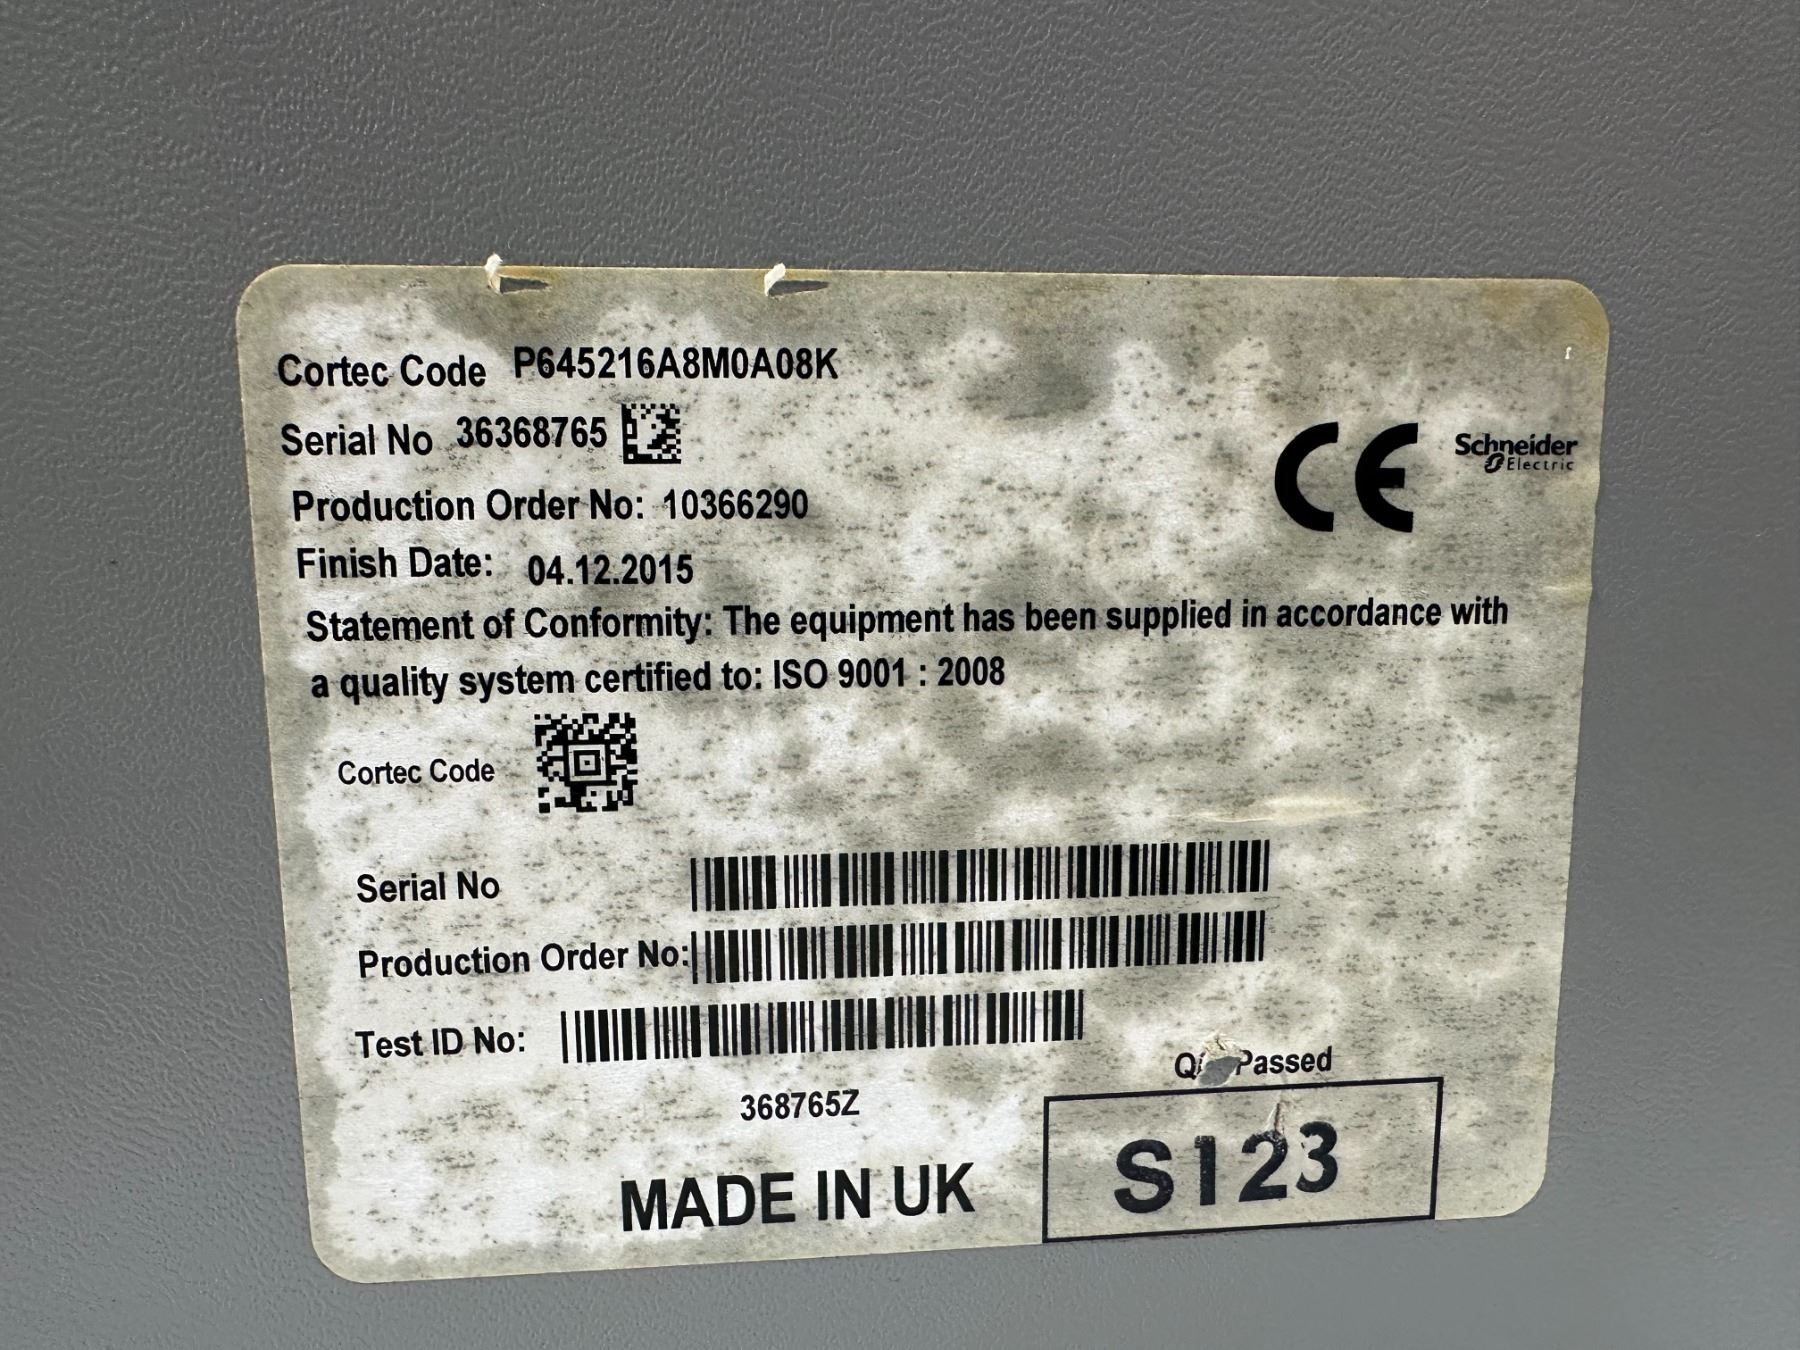 Cortec Code P645216A8M0A08K
Serial No 36368765
Production Order No: 10366290
Finish Date: 04.12.2015
CE Schneider
Electric
Statement of Conformity: The equipment has been supplied in accordance with
a quality system certified to: ISO 9001 : 2008
Cortec Code
Serial No
Production Order No:
Test ID No:
368765Z
Passed
MADE IN UK
S123